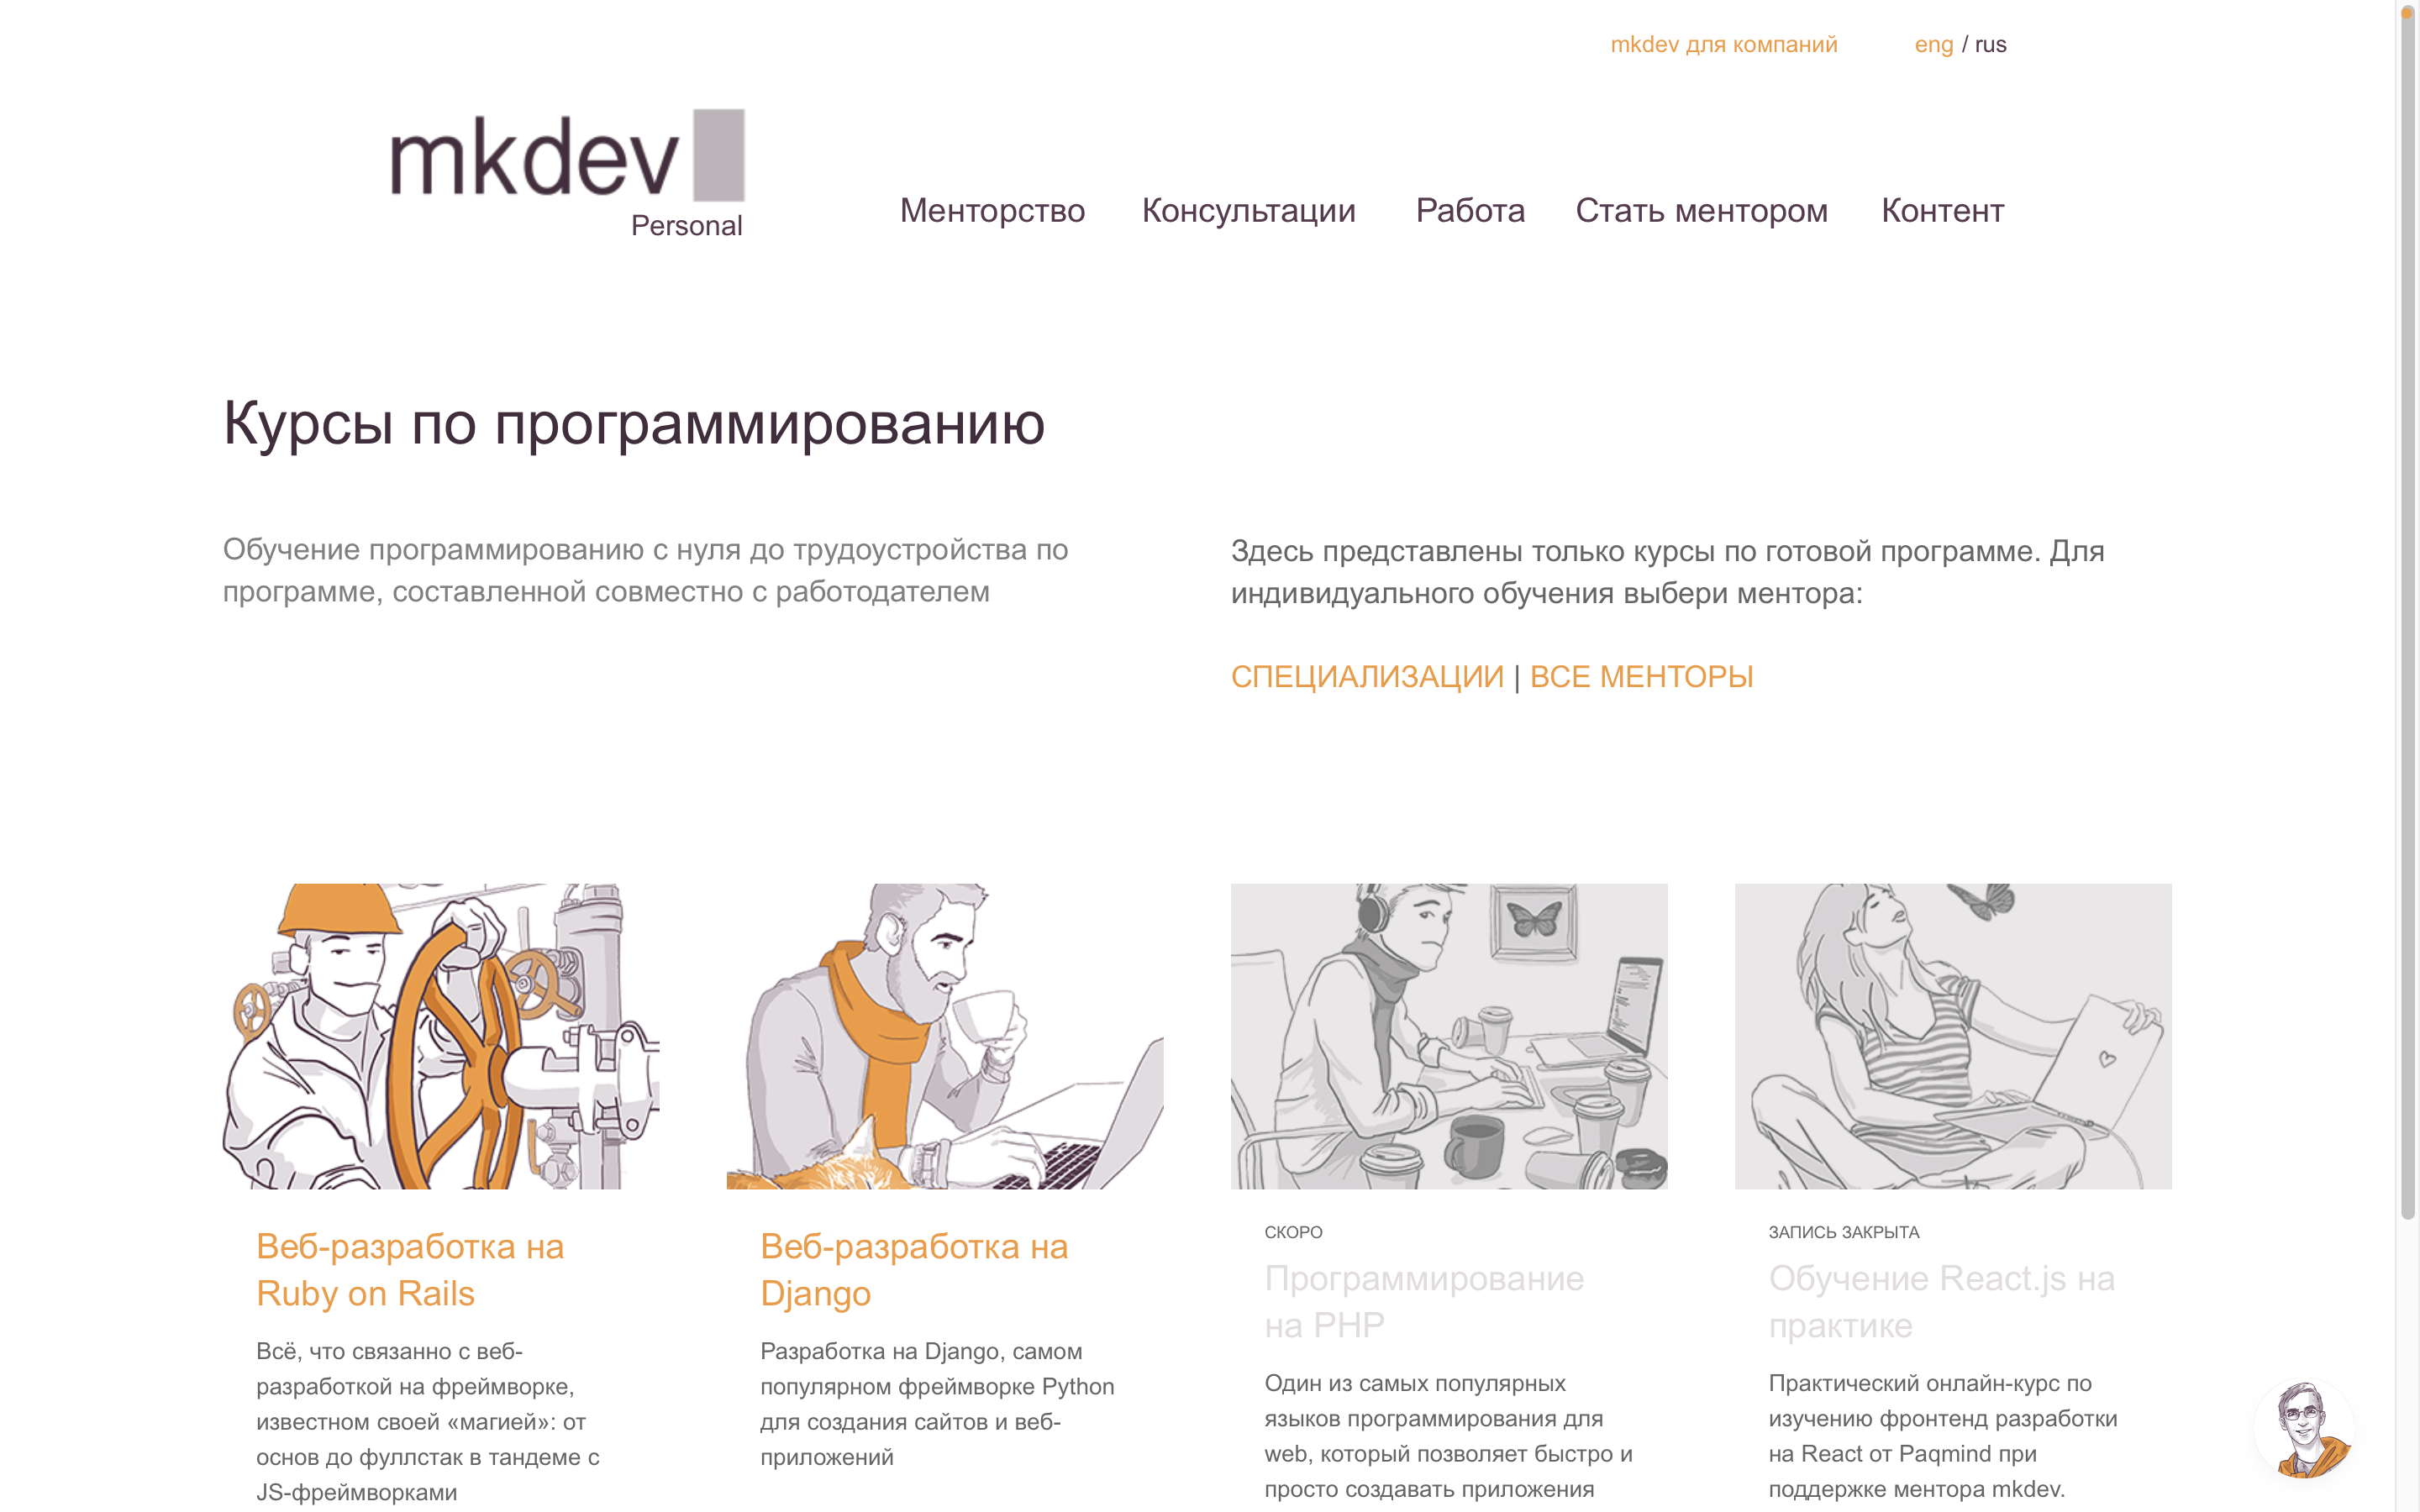 mkdev для компаний
eng / rus
mkdev
Personal
Менторство
Консультации
Работа
Стать ментором
Контент
Курсы по программированию
Обучение программированию с нуля до трудоустройства по
программе, составленной совместно с работодателем
Здесь представлены только курсы по готовой программе. Для
индивидуального обучения выбери ментора:
СПЕЦИАЛИЗАЦИИ | ВСЕ МЕНТОРЫ
Веб-разработка на
Ruby on Rails
Всё, что связанно с веб-
разработкой на фреймворке,
известном своей «магией»: от
основ до фуллстак в тандеме с
JS-фреймворками
Веб-разработка на
Django
Разработка на Django, самом
популярном фреймворке Python
для создания сайтов и веб-
приложений
СКОРО
Программирование
на PHP
Один из самых популярных
языков программирования для
web, который позволяет быстро и
просто создавать приложения
ЗАПИСЬ ЗАКРЫТА
Обучение React.js на
практике
Практический онлайн-курс по
изучению фронтенд разработки
на React от Paqmind при
поддержке ментора mkdev.